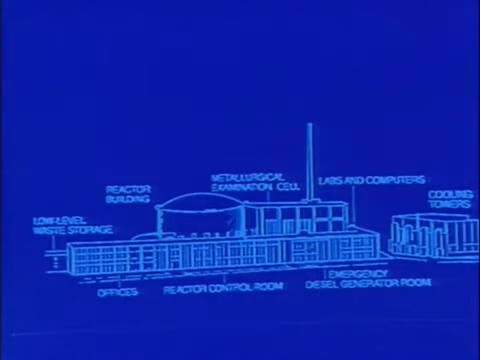 METALLURGICAL
EXAMINATION CELL
LABS AND COMPUTERS
REACTOR
BUILDING
COOLING
TOWERS
LOW-LEVEL
WASTE STORAGE
OFFICES
REACTOR CONTROL ROOM
EMERGENCY
DIESEL GENERATOR ROOM